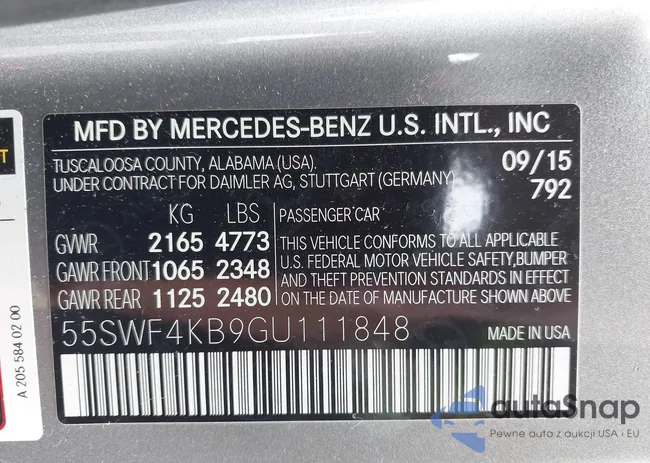 MFD BY MERCEDES-BENZ U.S. INTL., INC
TUSCALOOSA COUNTY, ALABAMA (USA).
UNDER CONTRACT FOR DAIMLER AG, STUTTGART (GERMANY)
09/15
792
KG LBS
GVWR 2165 4773
GAWR FRONT 1065 2348
GAWR REAR 1125 2480
PASSENGER CAR
THIS VEHICLE CONFORMS TO ALL APPLICABLE
U.S. FEDERAL MOTOR VEHICLE SAFETY, BUMPER
AND THEFT PREVENTION STANDARDS IN EFFECT
ON THE DATE OF MANUFACTURE SHOWN ABOVE
55SWF4KB9GU111848
MADE IN USA
A 205 584 02 00
autoSnap
Pewne auta z aukcji USA i EU